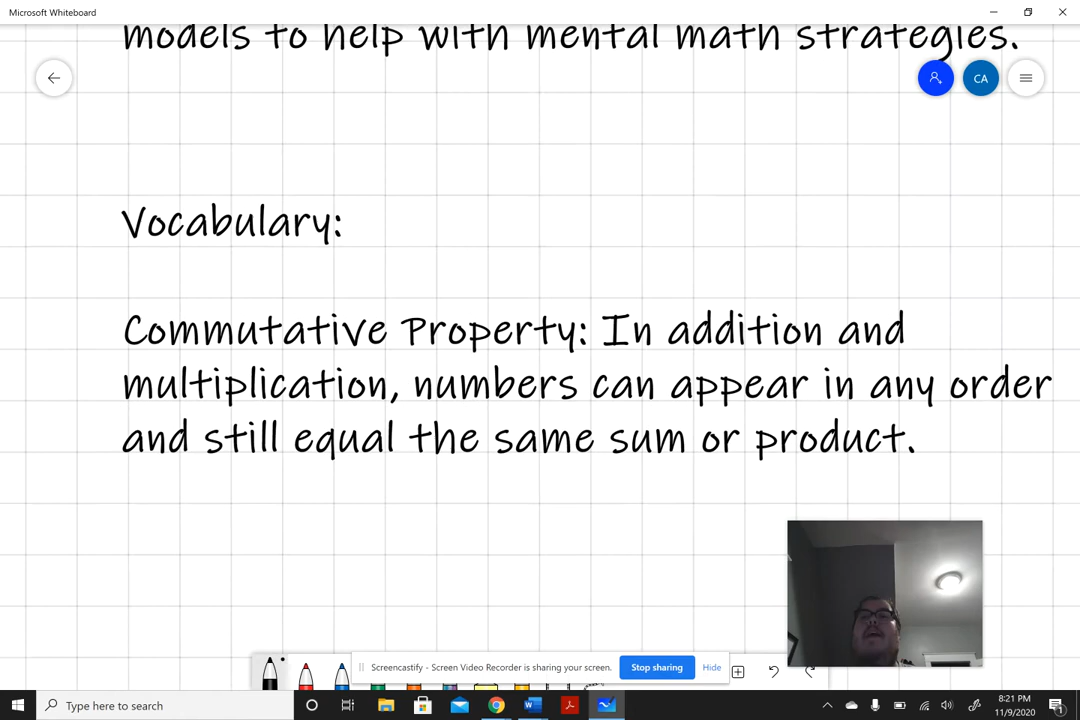 Microsoft Whiteboard
models to help with mental math strategies.
CA
Vocabulary:
Commutative Property: In addition and
multiplication, numbers can appear in any order
and still equal the same sum or product.
Screencastify - Screen Video Recorder is sharing your screen.
Stop sharing
Hide
Type here to search
8:21 PM
11/9/2020
1